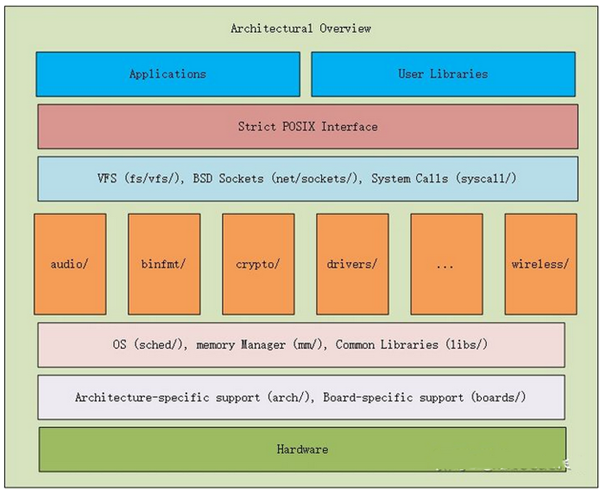 Architectural Overview
Applications
User Libraries
Strict POSIX Interface
VFS (fs/vfs/), BSD Sockets (net/sockets/), System Calls (syscall/)
audio/
binfmt/
crypto/
drivers/
...
wireless/
OS (sched/), memory Manager (mm/), Common Libraries (libs/)
Architecture-specific support (arch/), Board-specific support (boards/)
Hardware